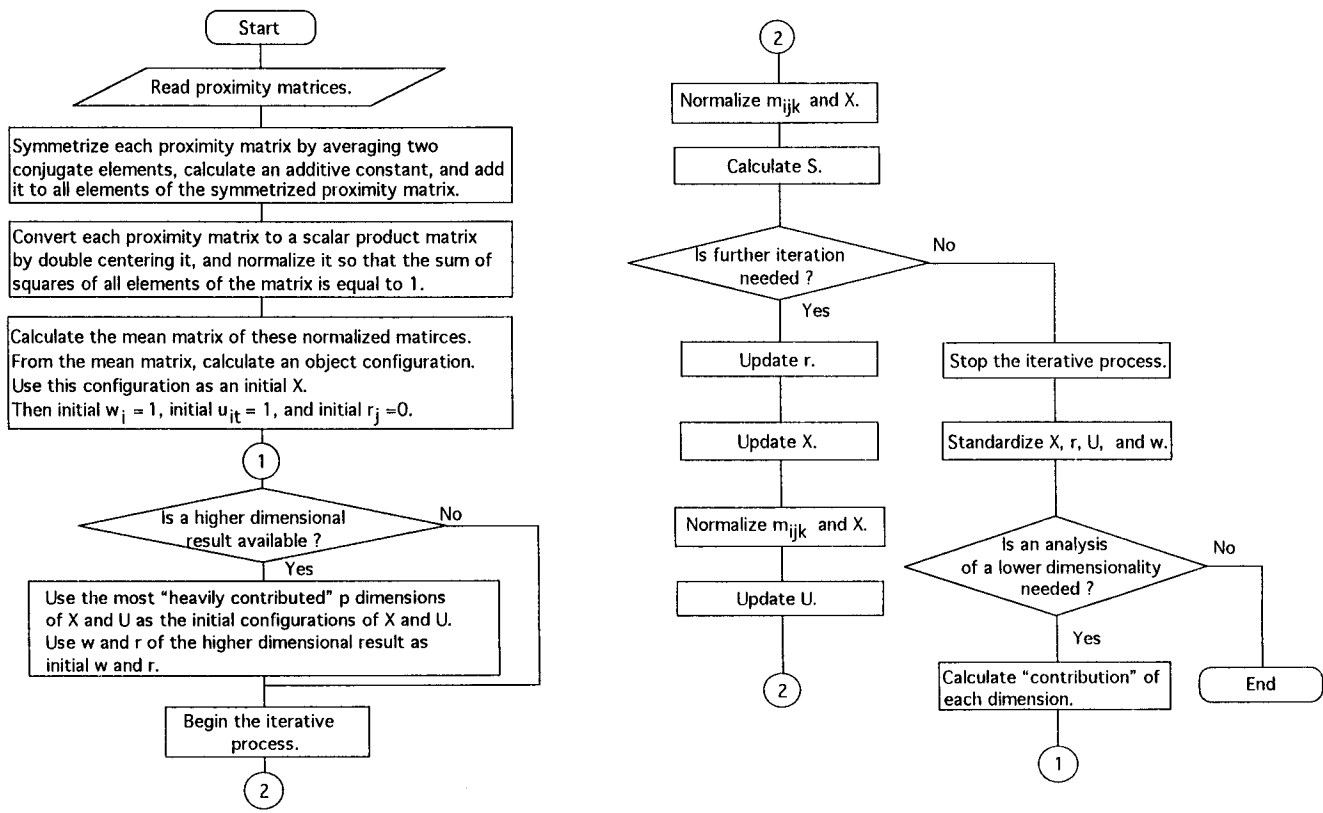 Start
Read proximity matrices.
Symmetrize each proximity matrix by averaging two
conjugate elements, calculate an additive constant, and add
it to all elements of the symmetrized proximity matrix.
Convert each proximity matrix to a scalar product matrix
by double centering it, and normalize it so that the sum of
squares of all elements of the matrix is equal to 1.
Calculate the mean matrix of these normalized matirces.
From the mean matrix, calculate an object configuration.
Use this configuration as an initial X.
Then initial w_i = 1, initial u_it = 1, and initial r_j =0.
1
Is a higher dimensional
result available ?
No
Yes
Use the most “heavily contributed” p dimensions
of X and U as the initial configurations of X and U.
Use w and r of the higher dimensional result as
initial w and r.
Begin the iterative
process.
2
2
Normalize m_ijk and X.
Calculate S.
Is further iteration
needed ?
No
Yes
Update r.
Update X.
Normalize m_ijk and X.
Update U.
2
Stop the iterative process.
Standardize X, r, U, and w.
Is an analysis
of a lower dimensionality
needed ?
No
Yes
Calculate “contribution” of
each dimension.
End
1